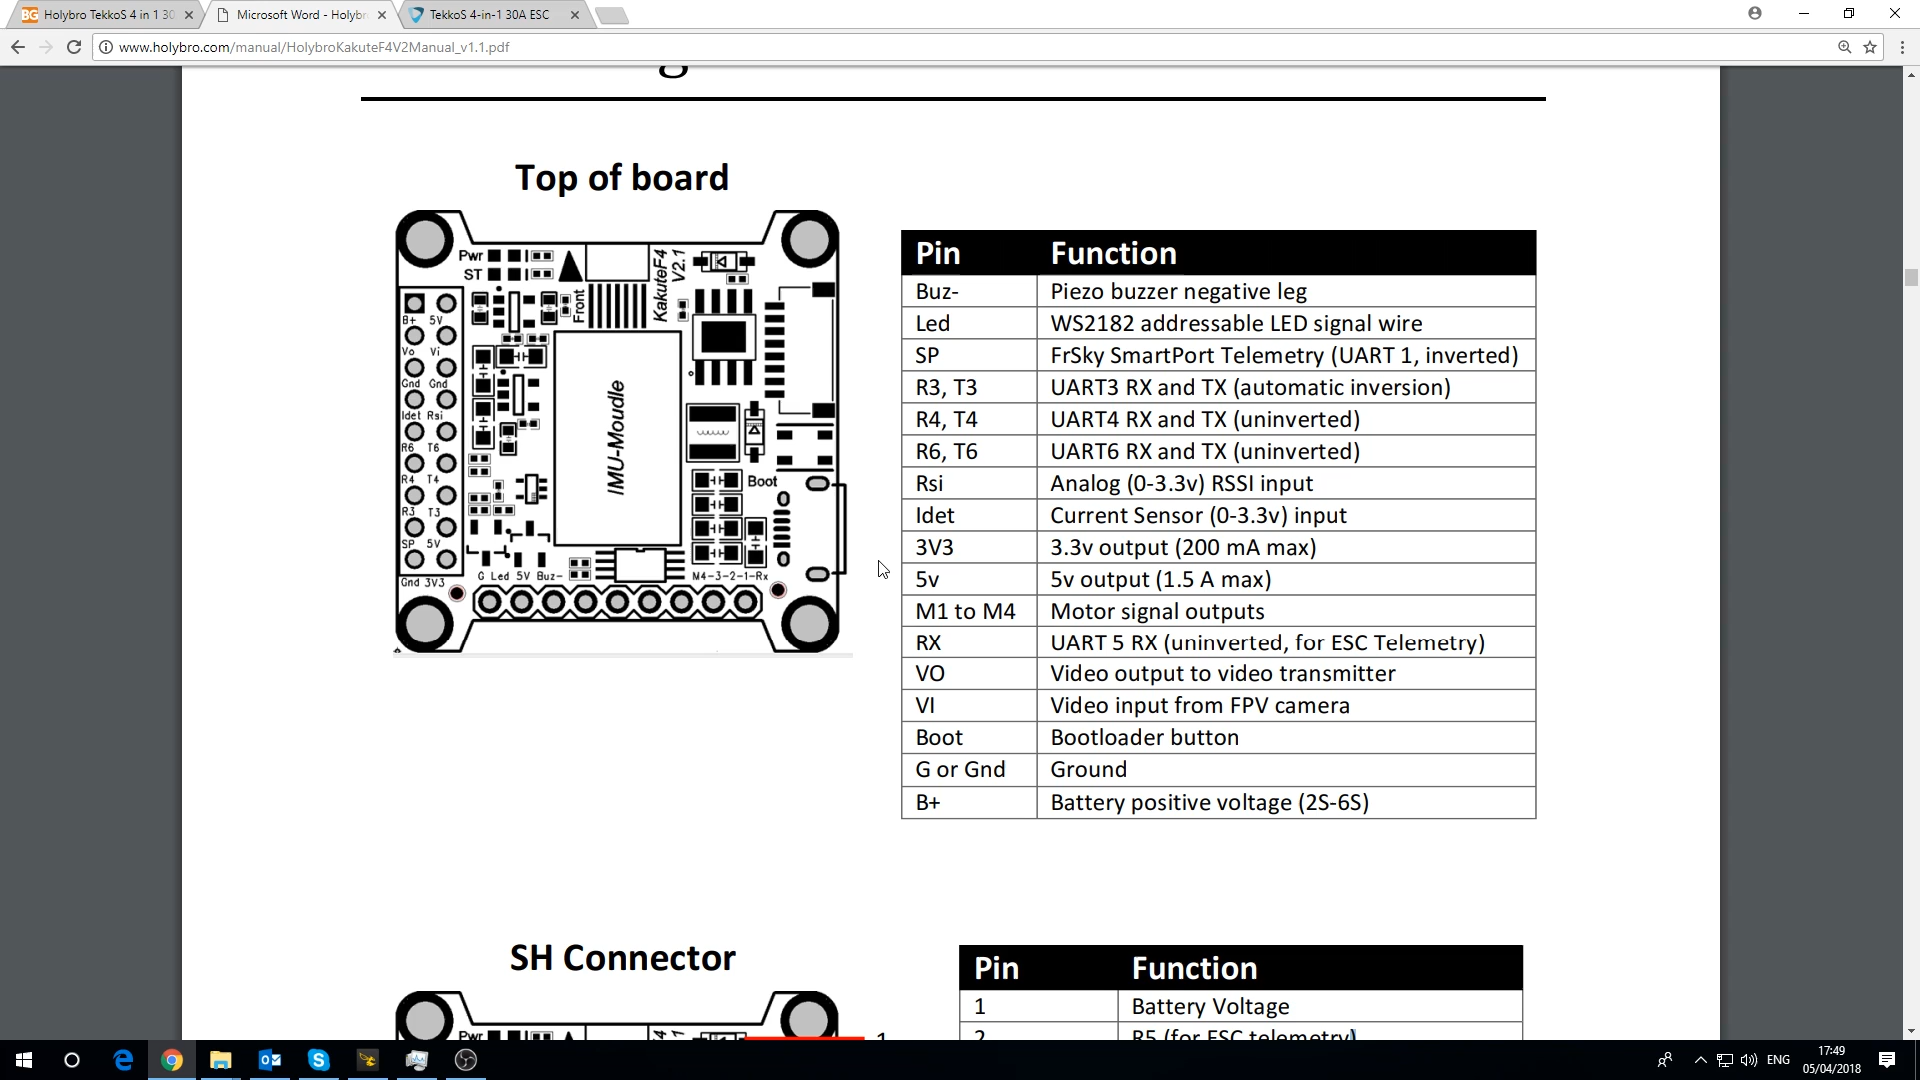 Holybro TekkoS 4 in 1 30
Microsoft Word - Holybr
TekkoS 4-in-1 30A ESC
www.holybro.com/manual/HolybroKakuteF4V2Manual_v1.1.pdf
Top of board
Pwr
ST
Front
KakuteF4
V2.1
B+ 5V
Vo Vi
Gnd Gnd
Idet Rsi
R6 T6
R4 T4
R3 T3
SP 5V
Gnd 3V3
IMU-Moudle
Boot
G Led 5V Buz-
M4-3-2-1-Rx
Pin Function
Buz- Piezo buzzer negative leg
Led WS2182 addressable LED signal wire
SP FrSky SmartPort Telemetry (UART 1, inverted)
R3, T3 UART3 RX and TX (automatic inversion)
R4, T4 UART4 RX and TX (uninverted)
R6, T6 UART6 RX and TX (uninverted)
Rsi Analog (0-3.3v) RSSI input
Idet Current Sensor (0-3.3v) input
3V3 3.3v output (200 mA max)
5v 5v output (1.5 A max)
M1 to M4 Motor signal outputs
RX UART 5 RX (uninverted, for ESC Telemetry)
VO Video output to video transmitter
VI Video input from FPV camera
Boot Bootloader button
G or Gnd Ground
B+ Battery positive voltage (2S-6S)
SH Connector
Pwr
1
Pin Function
1 Battery Voltage
2 R5 (for ESC telemetry)
ENG
17:49
05/04/2018